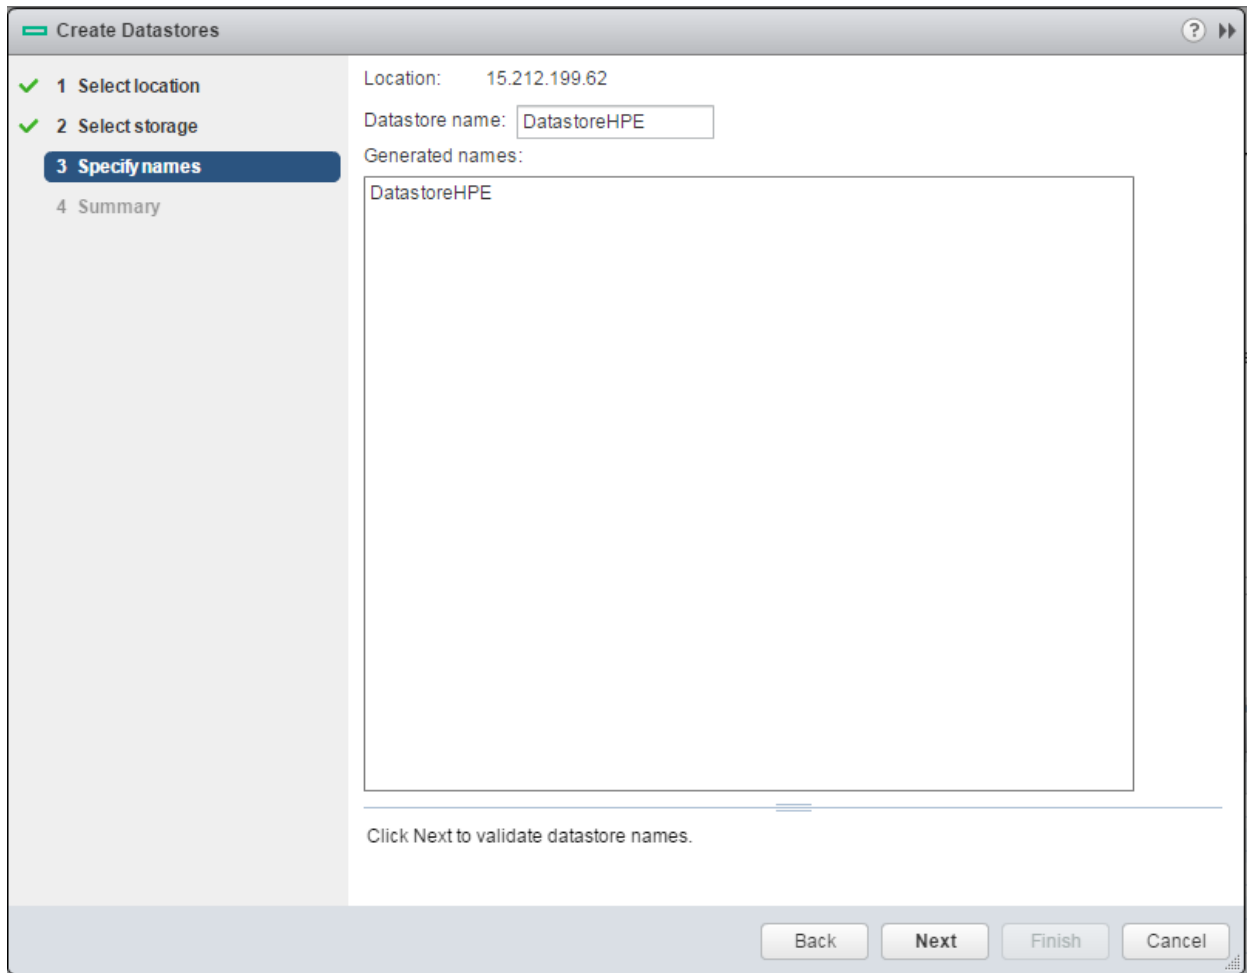 Create Datastores
?
1 Select location
2 Select storage
3 Specify names
4 Summary
Location: 15.212.199.62
Datastore name: DatastoreHPE
Generated names:
DatastoreHPE
Click Next to validate datastore names.
Back Next Finish Cancel